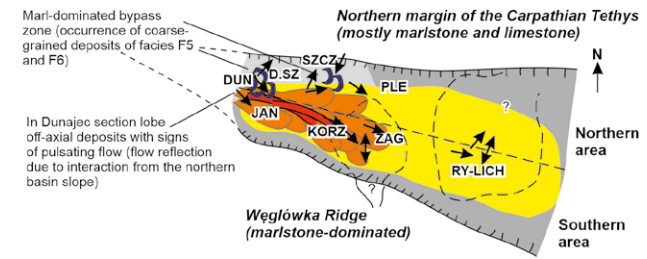 Marl-dominated bypass
zone (occurrence of coarse-
grained deposits of facies F5
and F6)
Northern margin of the Carpathian Tethys
(mostly marlstone and limestone)
N
SZCZ
D.SZ
DUN
PLE
JAN
KORZ
ZAG
?
RY-LICH
?
In Dunajec section lobe
off-axial deposits with signs
of pulsating flow (flow reflection
due to interaction from the northern
basin slope)
Northern
area
Węglówka Ridge
(marlstone-dominated)
Southern
area